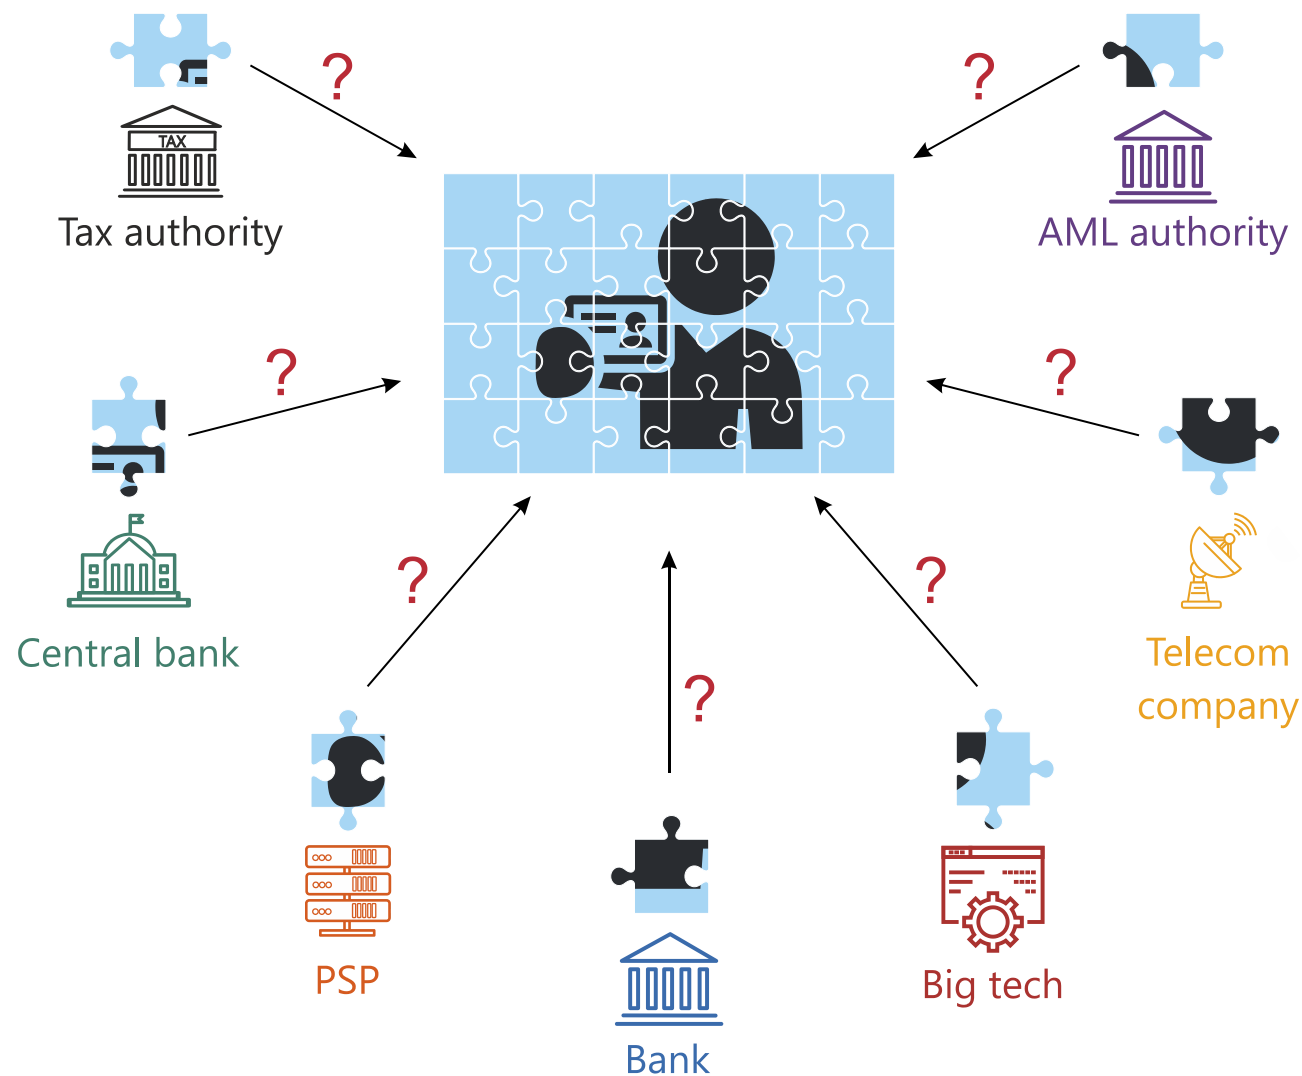 ?
?
TAX
Tax authority
AML authority
?
?
Central bank
?
?
Telecom
company
?
PSP
Big tech
Bank